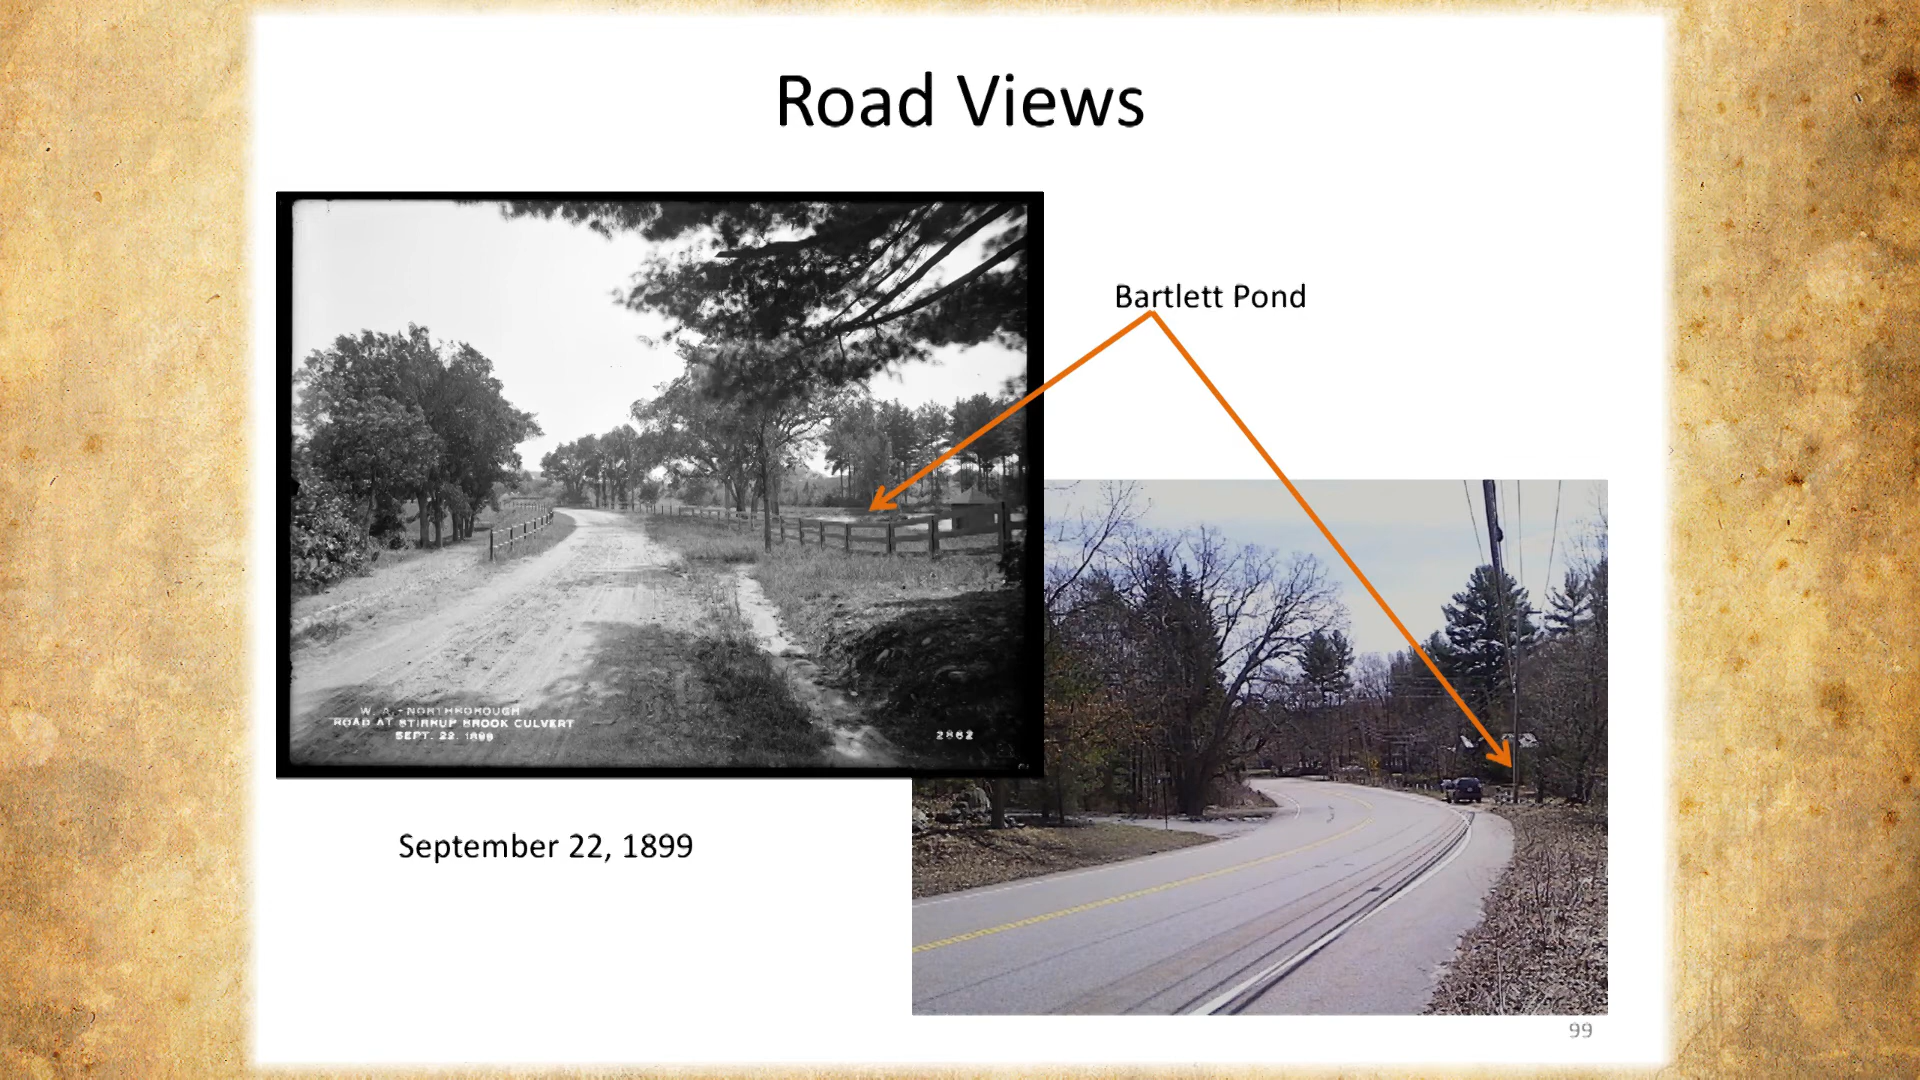 Road Views
Bartlett Pond
W. A. - NORTHBOROUGH
ROAD AT STIRRUP BROOK CULVERT
SEPT. 22. 1899
2862
September 22, 1899
99